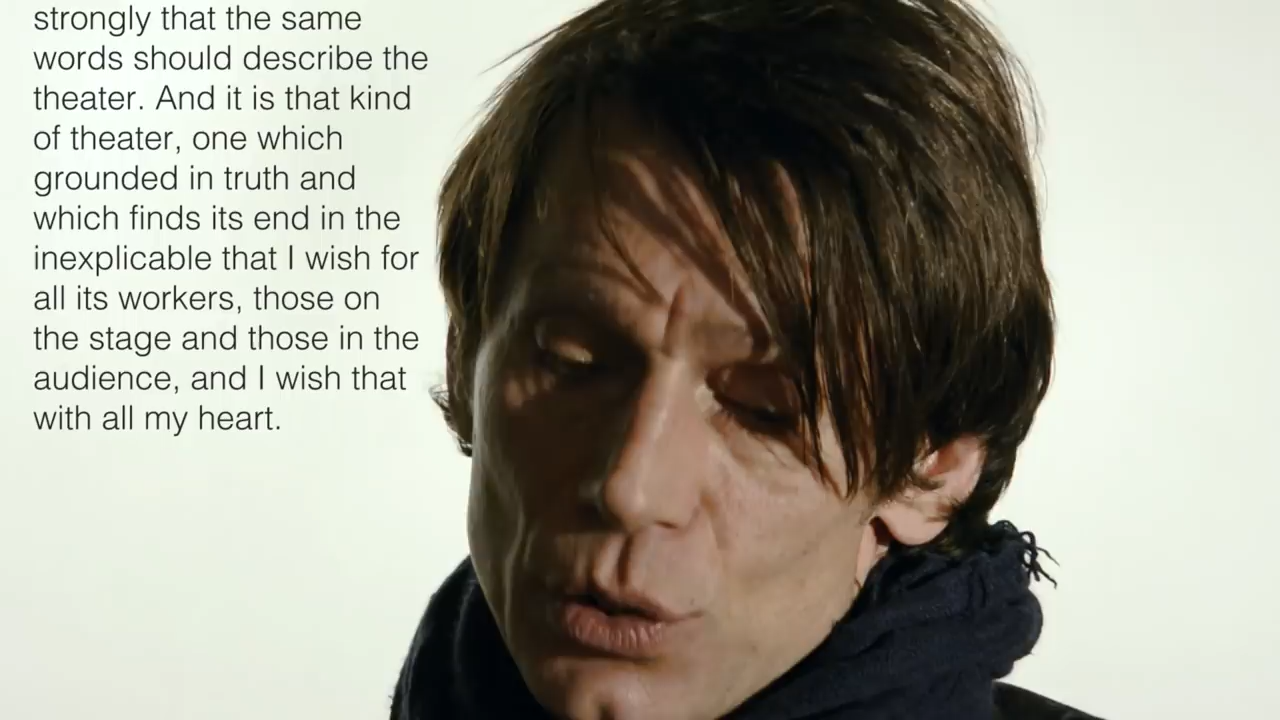 strongly that the same
words should describe the
theater. And it is that kind
of theater, one which
grounded in truth and
which finds its end in the
inexplicable that I wish for
all its workers, those on
the stage and those in the
audience, and I wish that
with all my heart.